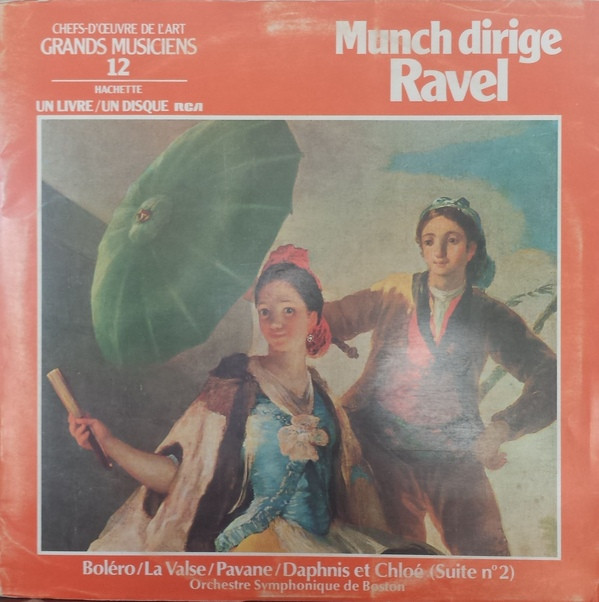 CHEFS-D'ŒUVRE DE L'ART
GRANDS MUSICIENS
12
HACHETTE
UN LIVRE/UN DISQUE RCA
Munch dirige
Ravel
Boléro/La Valse/Pavane/Daphnis et Chloé (Suite n°2)
Orchestre Symphonique de Boston